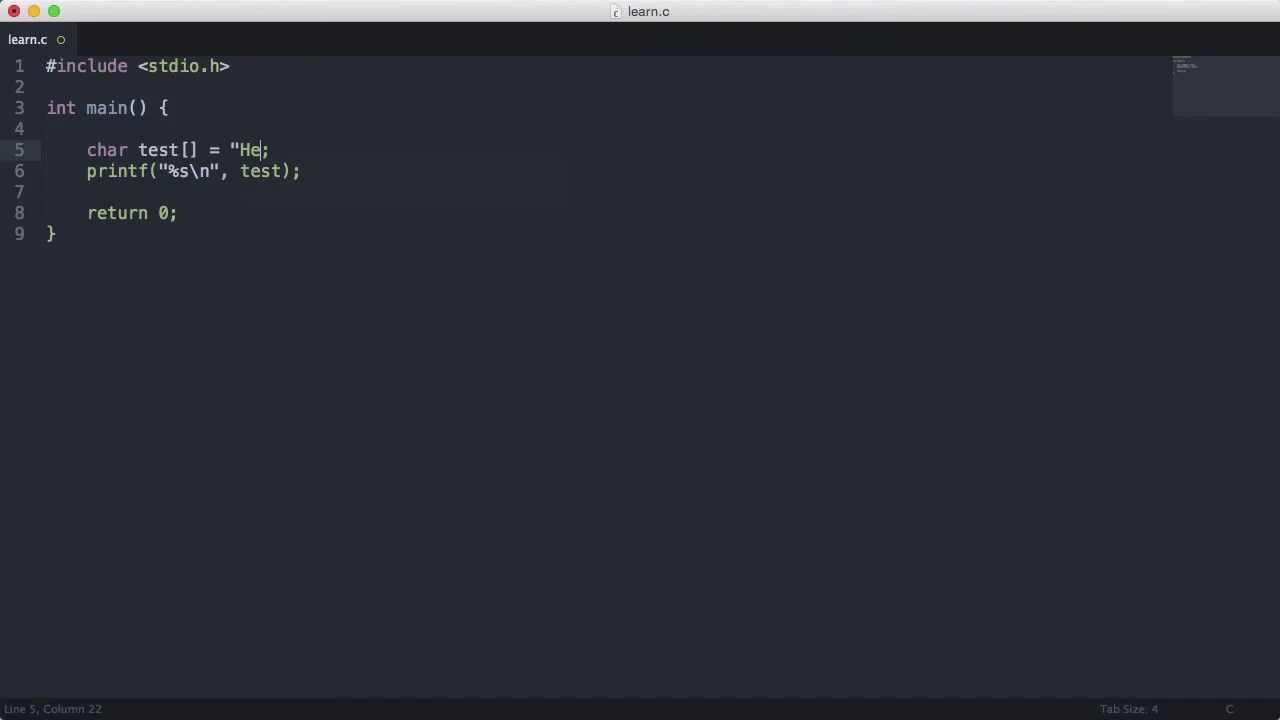 learn.c
learn.c
1 #include <stdio.h>
2
3 int main() {
4
5     char test[] = "He;
6     printf("%s\n", test);
7
8     return 0;
9 }
Line 5, Column 22
Tab Size: 4
C